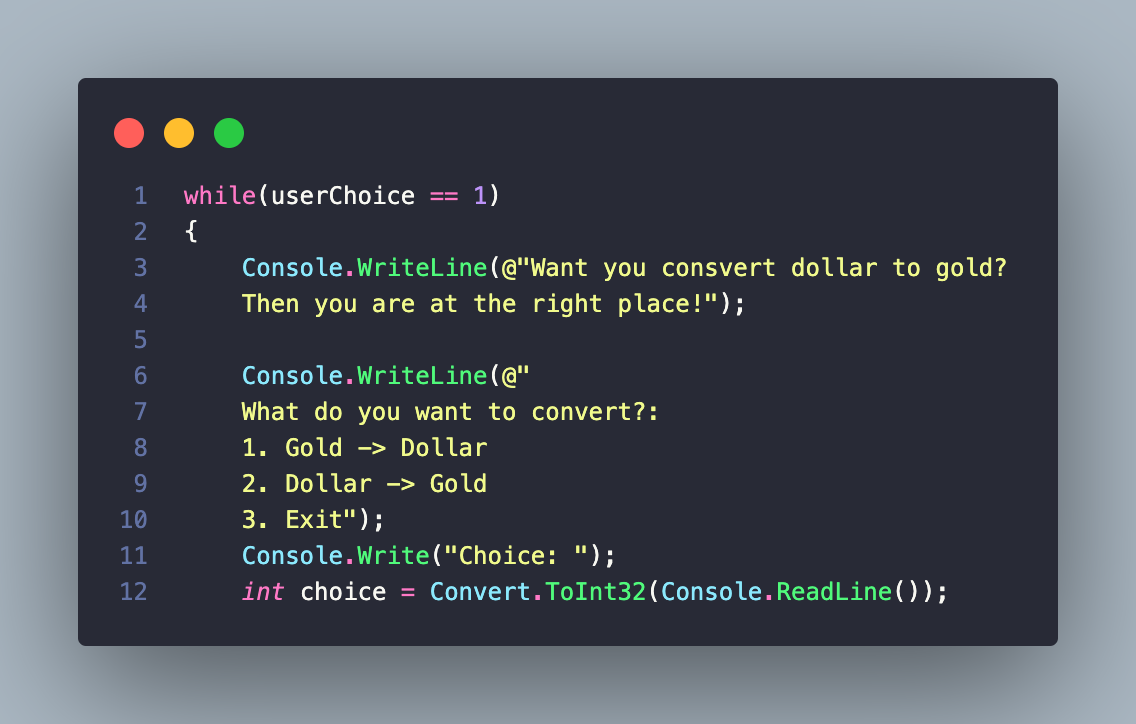 1 while(userChoice == 1)
2 {
3     Console.WriteLine(@"Want you consvert dollar to gold?
4     Then you are at the right place!");
5
6     Console.WriteLine(@"
7     What do you want to convert?:
8     1. Gold -> Dollar
9     2. Dollar -> Gold
10     3. Exit");
11     Console.Write("Choice: ");
12     int choice = Convert.ToInt32(Console.ReadLine());